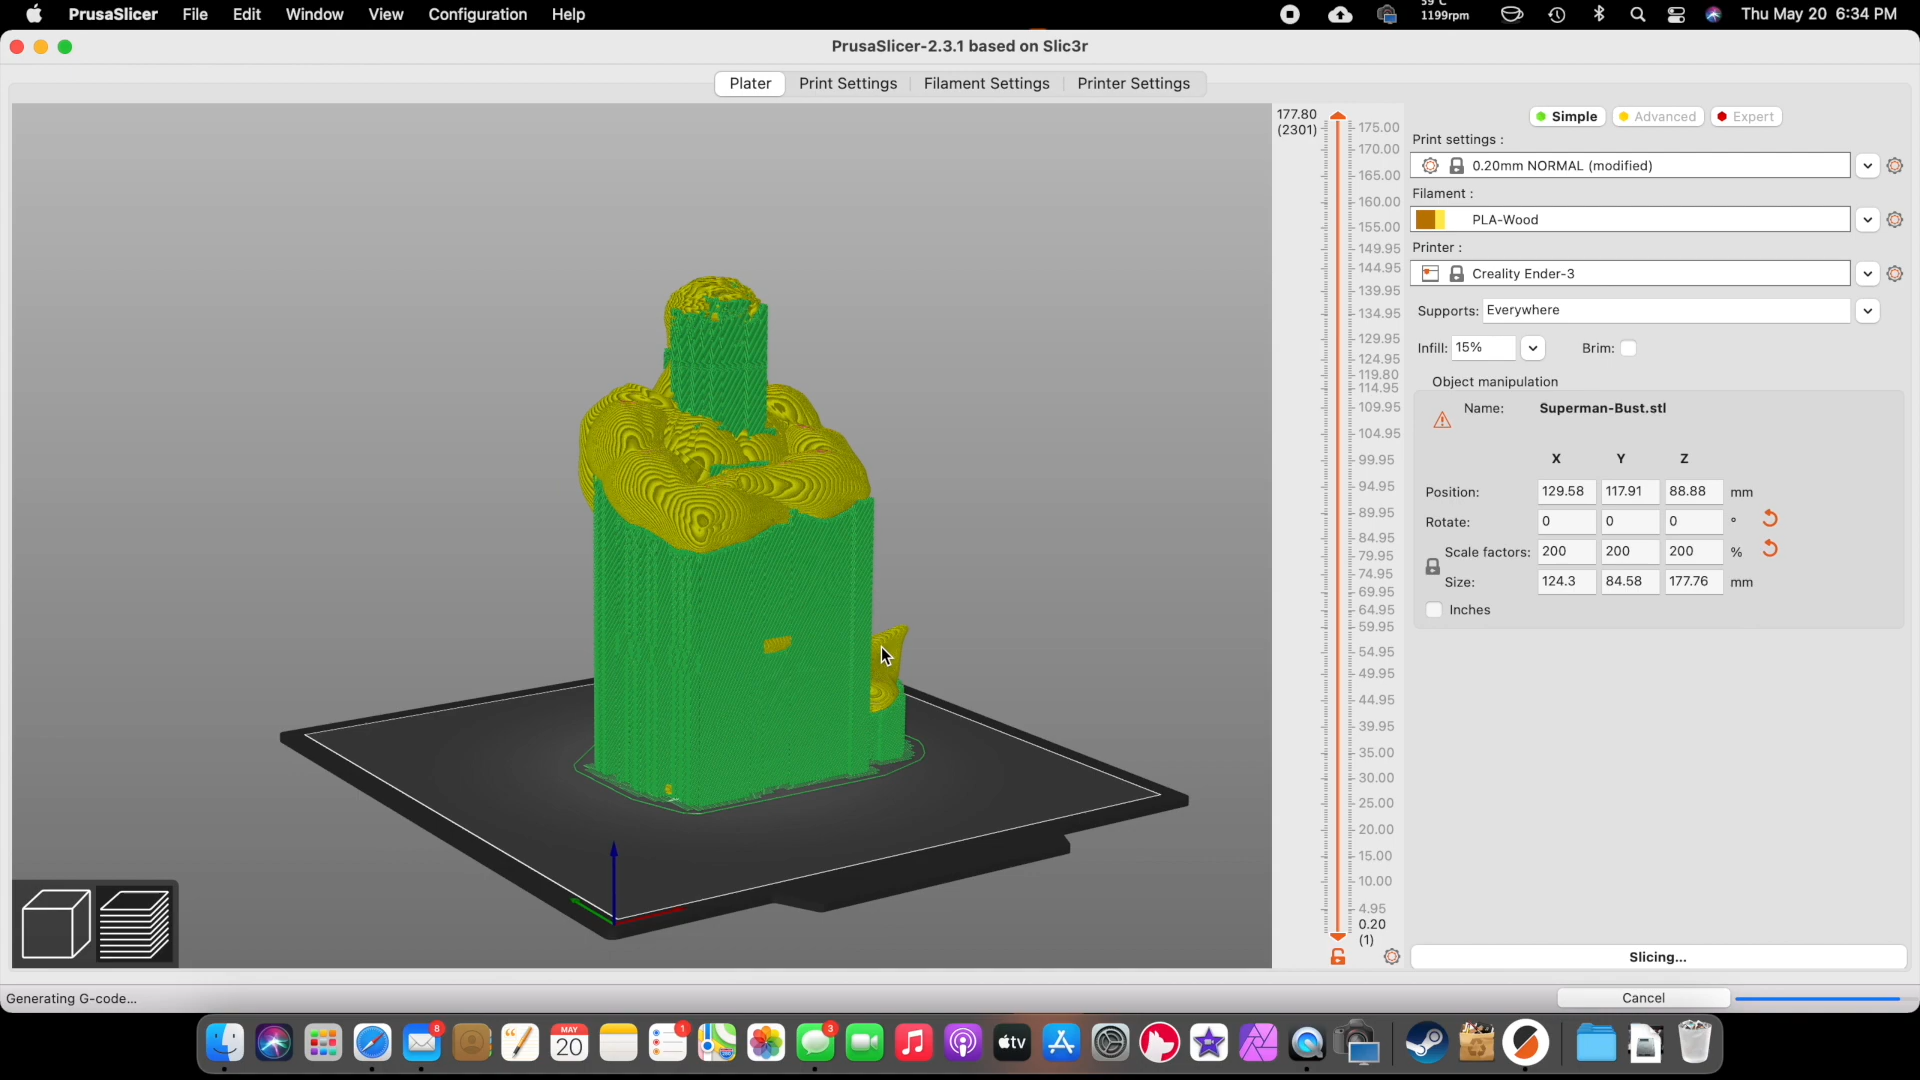 PrusaSlicer File Edit Window View Configuration Help
59°C
1199rpm
Thu May 20 6:34 PM
PrusaSlicer-2.3.1 based on Slic3r
Plater Print Settings Filament Settings Printer Settings
177.80
(2301)
175.00
170.00
165.00
160.00
155.00
149.95
144.95
139.95
134.95
129.95
124.95
119.80
114.95
109.95
104.95
99.95
94.95
89.95
84.95
79.95
74.95
69.95
64.95
59.95
54.95
49.95
44.95
39.95
35.00
30.00
25.00
20.00
15.00
10.00
4.95
0.20
(1)
Simple Advanced Expert
Print settings :
0.20mm NORMAL (modified)
Filament :
PLA-Wood
Printer :
Creality Ender-3
Supports: Everywhere
Infill: 15% Brim:
Object manipulation
Name: Superman-Bust.stl
X Y Z
Position: 129.58 117.91 88.88 mm
Rotate: 0 0 0 °
Scale factors: 200 200 200 %
Size: 124.3 84.58 177.76 mm
Inches
Slicing...
Generating G-code...
Cancel
8
MAY
20
1
3
tv